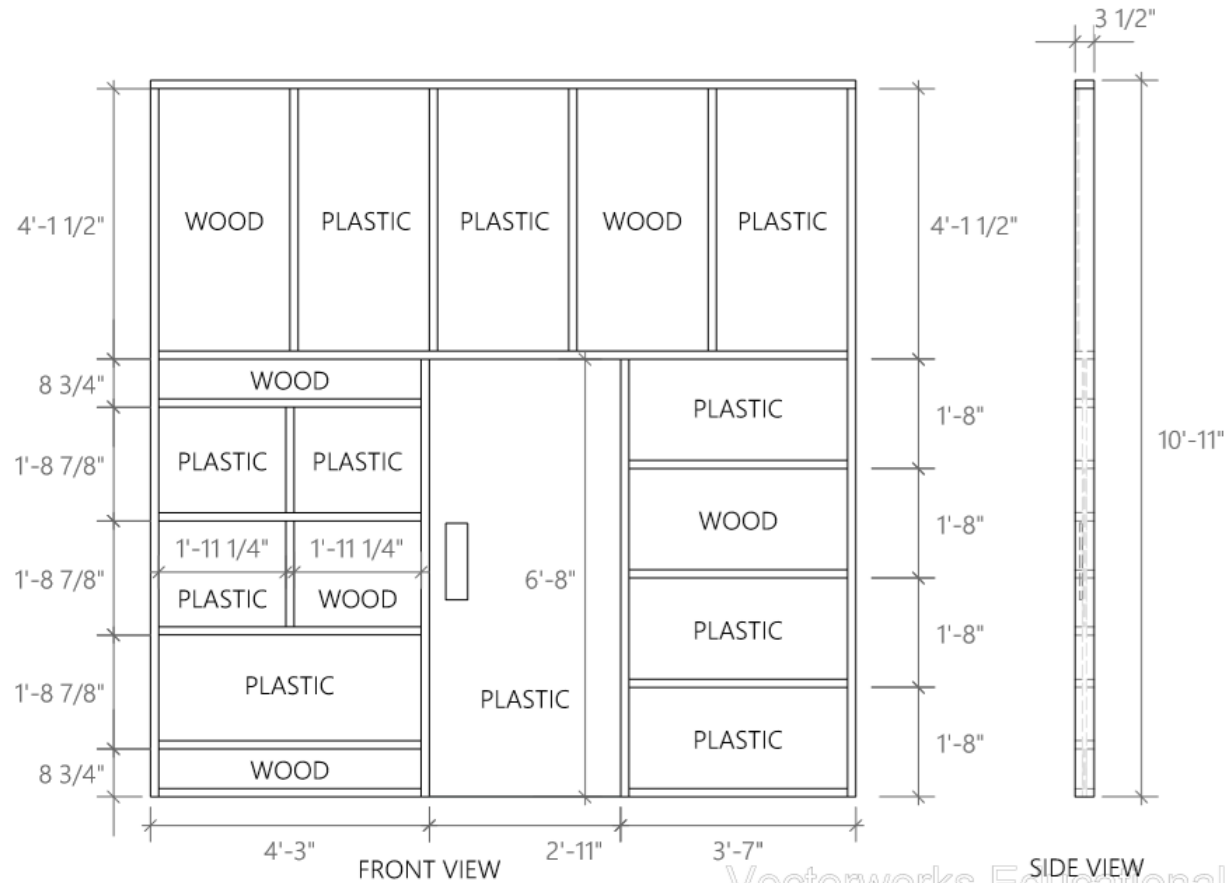 3 1/2"
4'-1 1/2"
WOOD PLASTIC PLASTIC WOOD PLASTIC
4'-1 1/2"
8 3/4"
WOOD
PLASTIC
1'-8"
10'-11"
1'-8 7/8"
PLASTIC PLASTIC
WOOD
1'-8"
1'-11 1/4" 1'-11 1/4"
1'-8 7/8"
6'-8"
PLASTIC WOOD
PLASTIC
1'-8"
1'-8 7/8"
PLASTIC
PLASTIC
PLASTIC
1'-8"
8 3/4"
WOOD
4'-3" 2'-11" 3'-7"
FRONT VIEW
SIDE VIEW
Vectorworks Educational